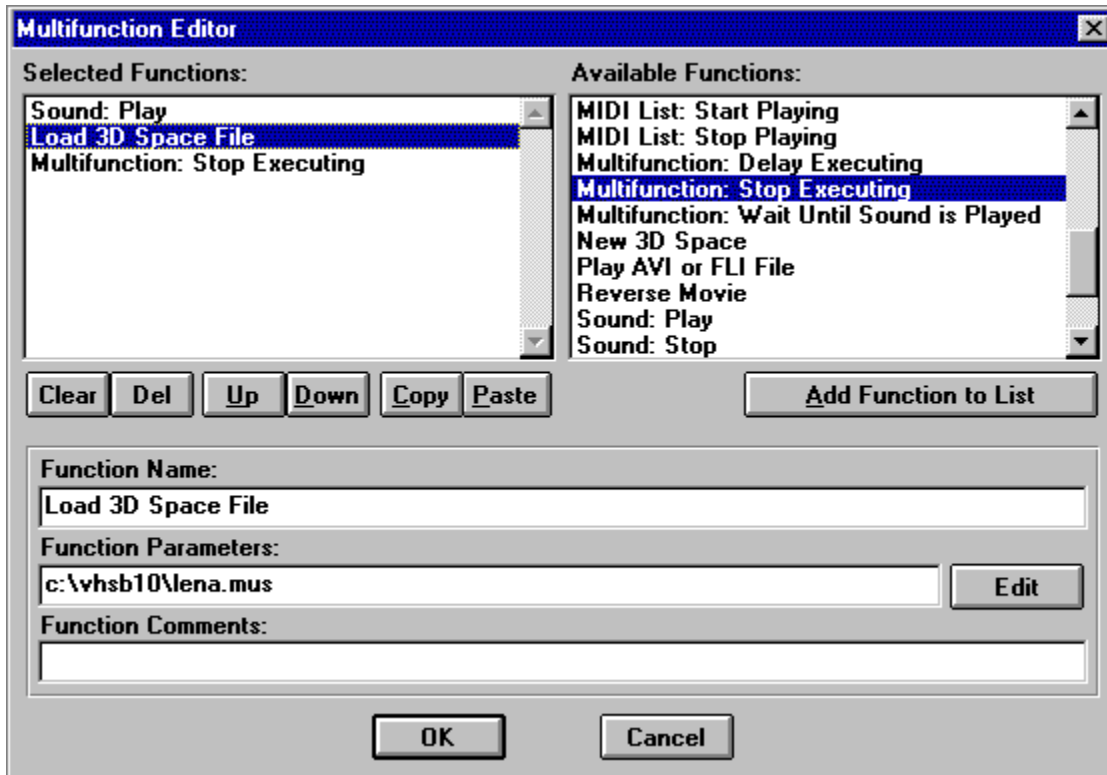 Multifunction Editor
Selected Functions:
Sound: Play
Load 3D Space File
Multifunction: Stop Executing
Available Functions:
MIDI List: Start Playing
MIDI List: Stop Playing
Multifunction: Delay Executing
Multifunction: Stop Executing
Multifunction: Wait Until Sound is Played
New 3D Space
Play AVI or FLI File
Reverse Movie
Sound: Play
Sound: Stop
Clear Del Up Down Copy Paste
Add Function to List
Function Name:
Load 3D Space File
Function Parameters:
c:\vhsb10\lena.mus
Edit
Function Comments:
OK Cancel